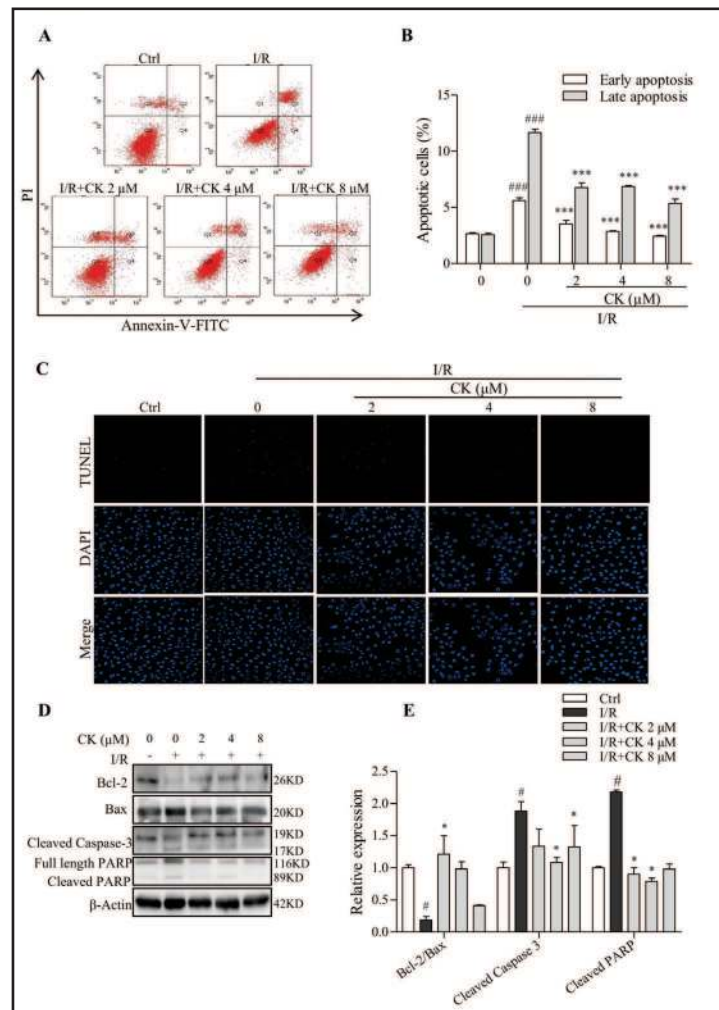 A
Ctrl
I/R
I/R+CK 2 μM
I/R+CK 4 μM
I/R+CK 8 μM
PI
Annexin-V-FITC
B
Early apoptosis
Late apoptosis
Apoptotic cells (%)
15
10
5
0
###
###
***
***
***
***
***
***
0 0 2 4 8
CK (μM)
I/R
C
I/R
CK (μM)
Ctrl 0 2 4 8
TUNEL
DAPI
Merge
D
CK (μM) 0 0 2 4 8
I/R - + + + +
Bcl-2 26KD
Bax 20KD
Cleaved Caspase-3 19KD
17KD
Full length PARP 116KD
Cleaved PARP 89KD
β-Actin 42KD
E
Ctrl
I/R
I/R+CK 2 μM
I/R+CK 4 μM
I/R+CK 8 μM
Relative expression
2.5
2.0
1.5
1.0
0.5
0.0
#
*
#
*
*
#
*
*
Bcl-2/Bax
Cleaved Caspase 3
Cleaved PARP